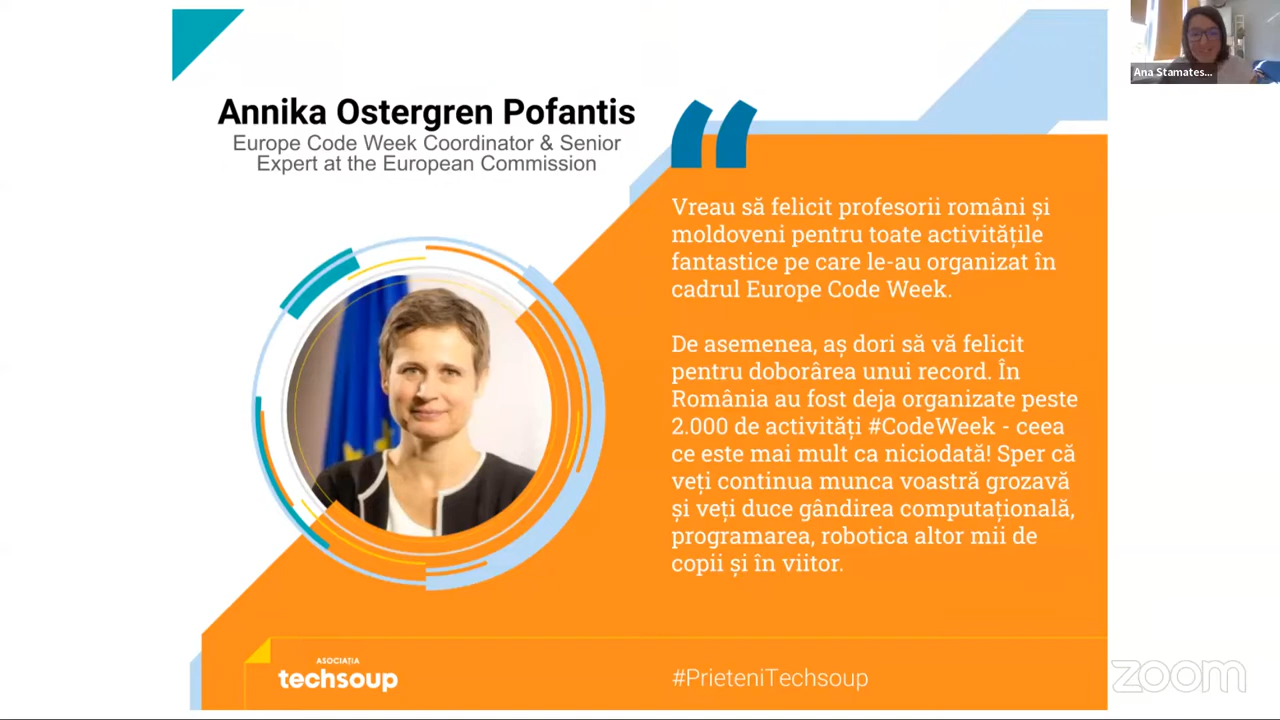 Annika Ostergren Pofantis
Europe Code Week Coordinator & Senior
Expert at the European Commission
Vreau să felicit profesorii români și
moldoveni pentru toate activitățile
fantastice pe care le-au organizat în
cadrul Europe Code Week.
De asemenea, aș dori să vă felicit
pentru doborârea unui record. În
România au fost deja organizate peste
2.000 de activități #CodeWeek - ceea
ce este mai mult ca niciodată! Sper că
veți continua munca voastră grozavă
și veți duce gândirea computațională,
programarea, robotica altor mii de
copii și în viitor.
ASOCIAȚIA
techsoup
#PrieteniTechsoup
Ana Stamates...
zoom